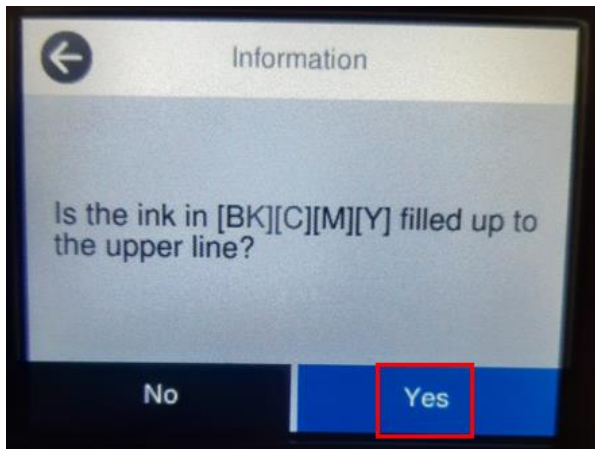 Information
Is the ink in [BK][C][M][Y] filled up to
the upper line?
No
Yes